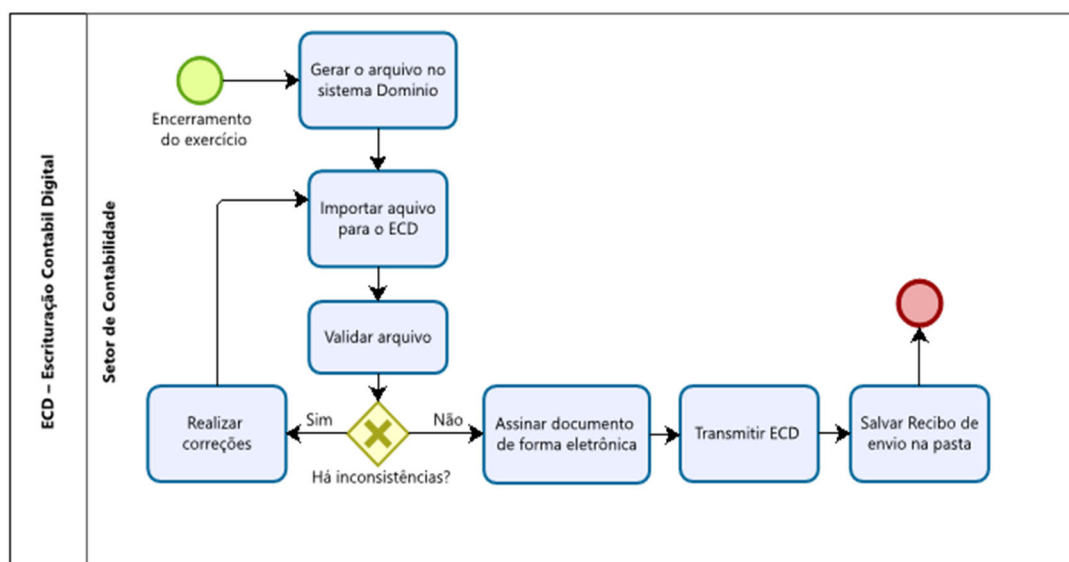 ECD – Escrituração Contabil Digital
Setor de Contabilidade
Encerramento
do exercício
Gerar o arquivo no
sistema Dominio
Importar aquivo
para o ECD
Validar arquivo
Há inconsistências?
Sim
Realizar
correções
Não
Assinar documento
de forma eletrônica
Transmitir ECD
Salvar Recibo de
envio na pasta